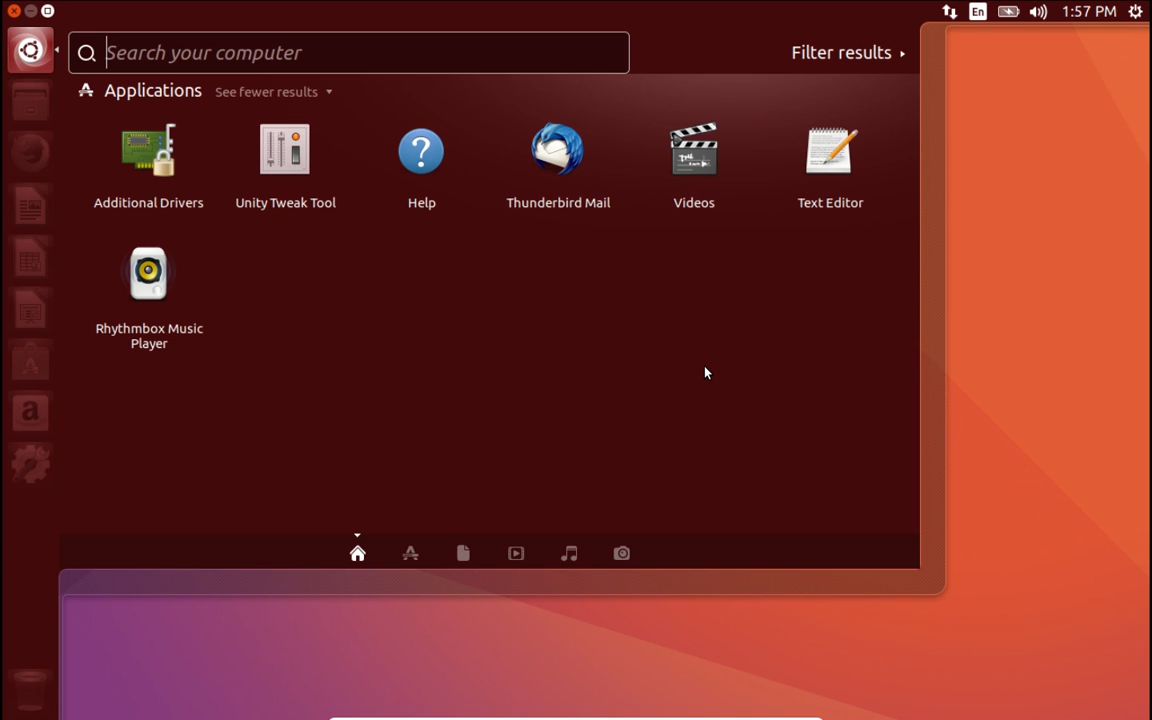 En
1:57 PM
Search your computer
Filter results
Applications See fewer results
Additional Drivers
Unity Tweak Tool
Help
Thunderbird Mail
Videos
Text Editor
Rhythmbox Music
Player